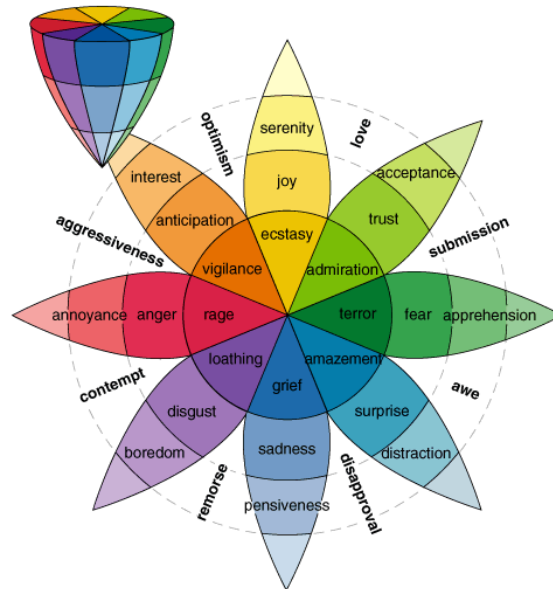 optimism
love
serenity
interest
acceptance
joy
anticipation
trust
aggressiveness
submission
ecstasy
vigilance
admiration
annoyance
anger
rage
terror
fear
apprehension
loathing
amazement
contempt
awe
grief
disgust
surprise
boredom
sadness
distraction
remorse
disapproval
pensiveness